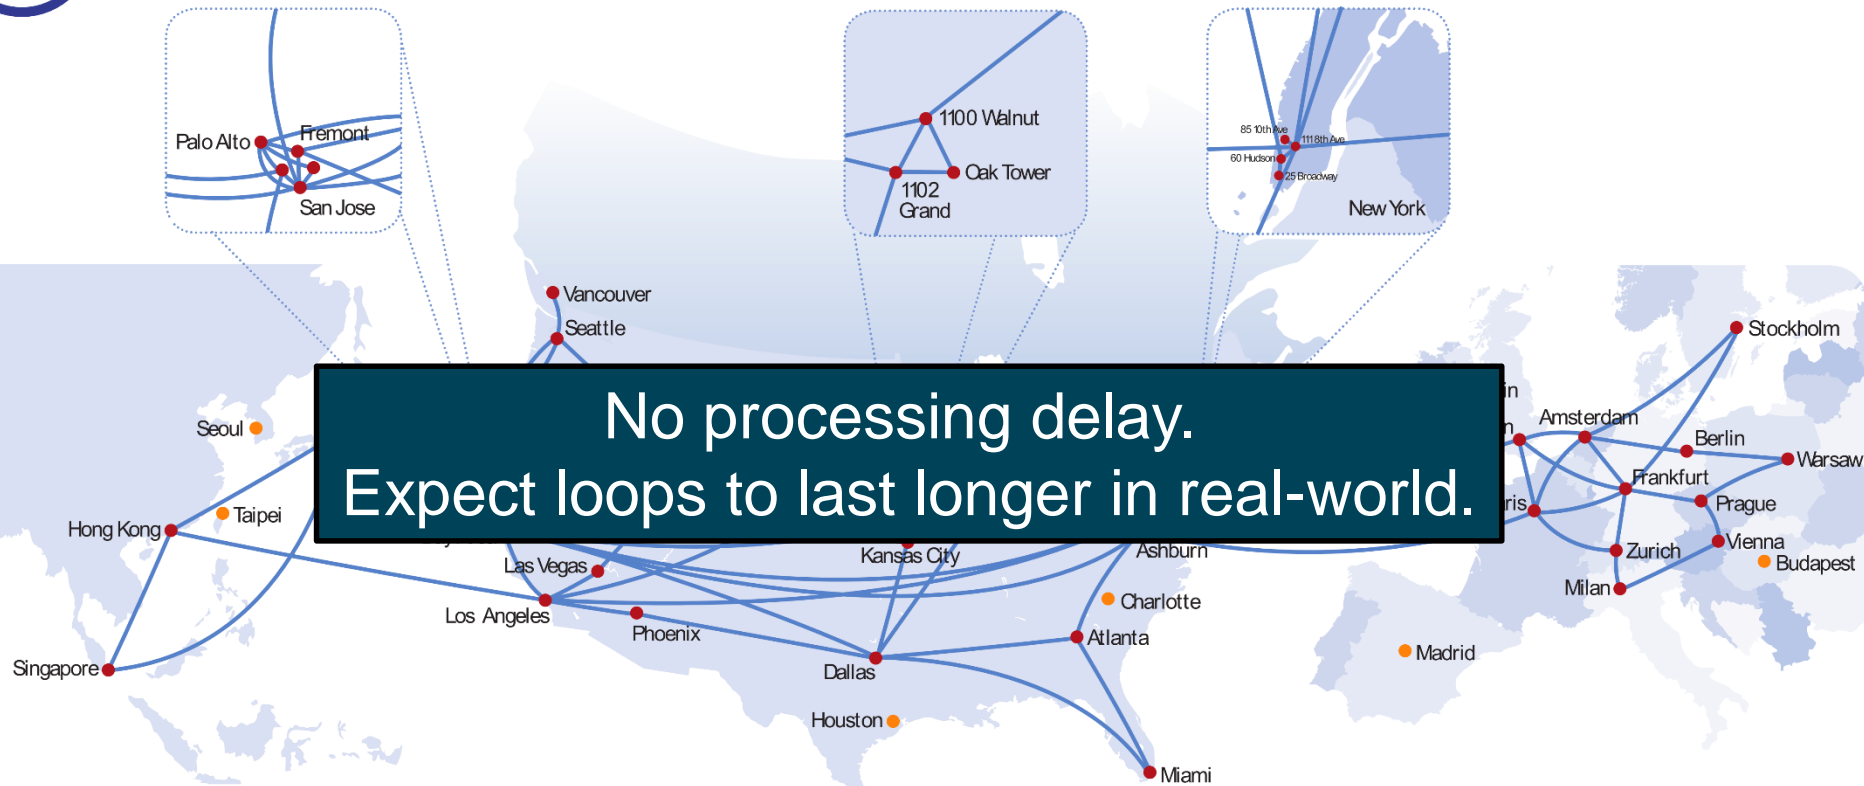 Palo Alto
Fremont
San Jose
1100 Walnut
Oak Tower
1102
Grand
85 10th Ave
111 8th Ave
60 Hudson
25 Broadway
New York
Vancouver
Seattle
Stockholm
No processing delay.
Expect loops to last longer in real-world.
Seoul
Taipei
Hong Kong
Singapore
Las Vegas
Los Angeles
Phoenix
Kansas City
Dallas
Houston
Ashburn
Charlotte
Atlanta
Miami
Amsterdam
Berlin
Warsaw
Frankfurt
Prague
Zurich
Vienna
Budapest
Milan
Madrid